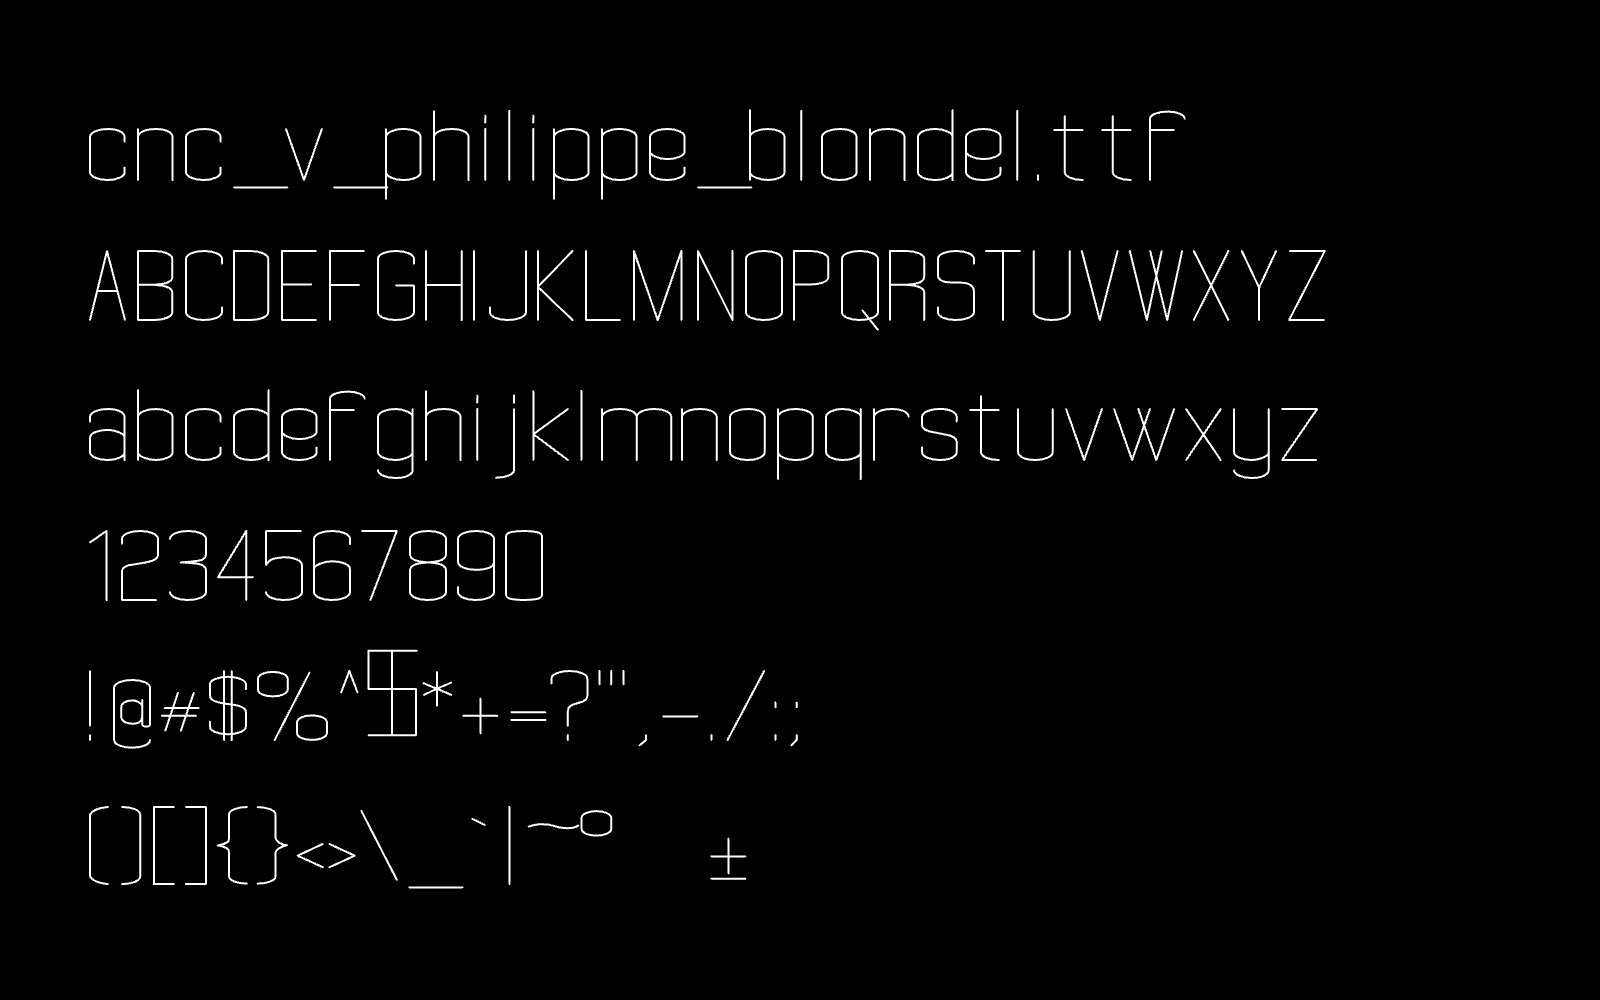 cnc_v_philippe_blondel.ttf
ABCDEFGHIJKLMNOPQRSTUVWXYZ
abcdefghijklmnopqrstuvwxyz
1234567890
!@#$%^&*+=?"',-./:;
()[]{}<>\_`|~° ±